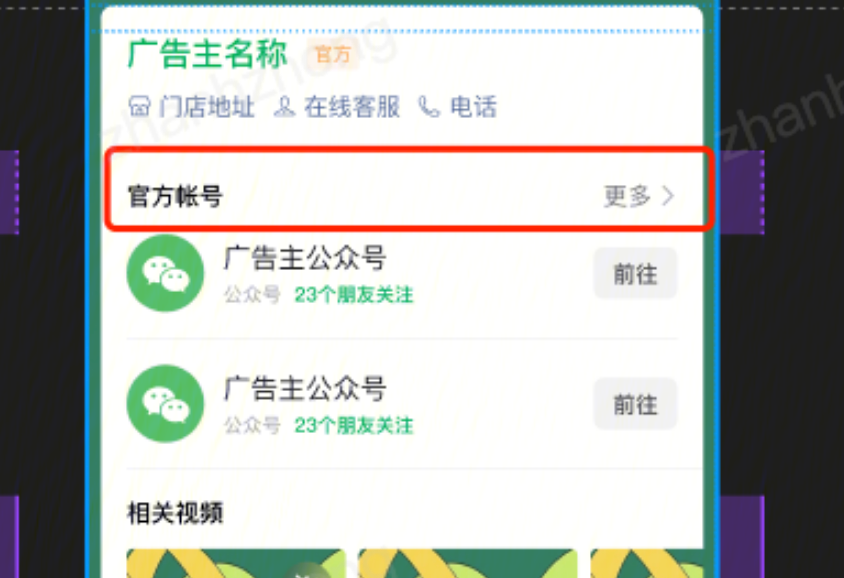 广告主名称 官方
门店地址 在线客服 电话
官方帐号 更多
广告主公众号
公众号 23个朋友关注
前往
广告主公众号
公众号 23个朋友关注
前往
相关视频
zhanhzhong
zhanh